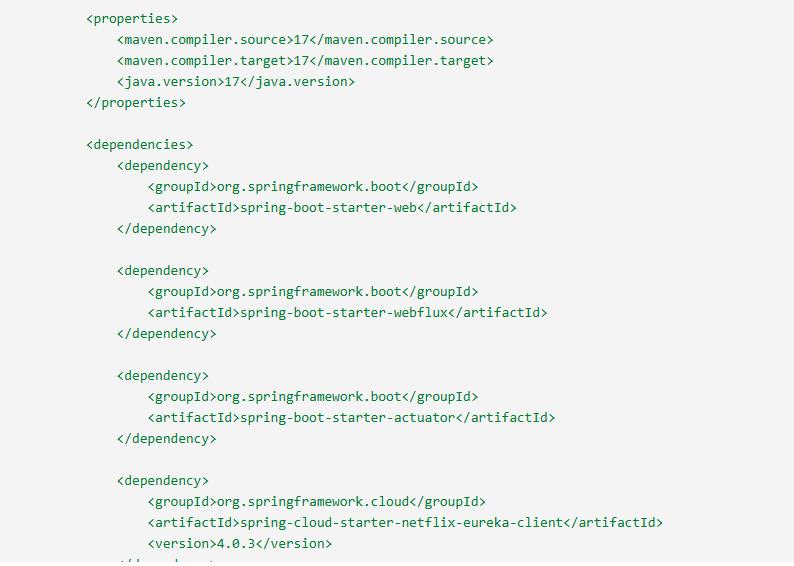 <properties>
<maven.compiler.source>17</maven.compiler.source>
<maven.compiler.target>17</maven.compiler.target>
<java.version>17</java.version>
</properties>
<dependencies>
<dependency>
<groupId>org.springframework.boot</groupId>
<artifactId>spring-boot-starter-web</artifactId>
</dependency>
<dependency>
<groupId>org.springframework.boot</groupId>
<artifactId>spring-boot-starter-webflux</artifactId>
</dependency>
<dependency>
<groupId>org.springframework.boot</groupId>
<artifactId>spring-boot-starter-actuator</artifactId>
</dependency>
<dependency>
<groupId>org.springframework.cloud</groupId>
<artifactId>spring-cloud-starter-netflix-eureka-client</artifactId>
<version>4.0.3</version>